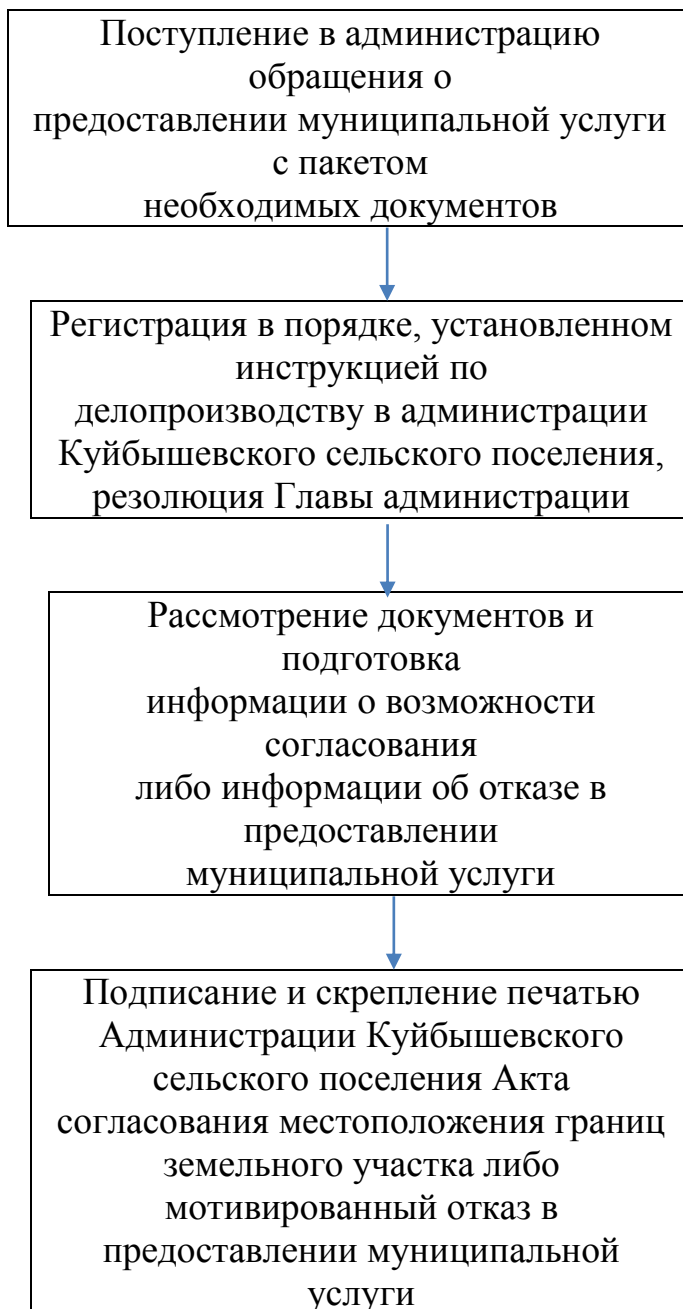 Поступление в администрацию
обращения о
предоставлении муниципальной услуги
с пакетом
необходимых документов
Регистрация в порядке, установленном
инструкцией по
делопроизводству в администрации
Куйбышевского сельского поселения,
резолюция Главы администрации
Рассмотрение документов и
подготовка
информации о возможности
согласования
либо информации об отказе в
предоставлении
муниципальной услуги
Подписание и скрепление печатью
Администрации Куйбышевского
сельского поселения Акта
согласования местоположения границ
земельного участка либо
мотивированный отказ в
предоставлении муниципальной
услуги